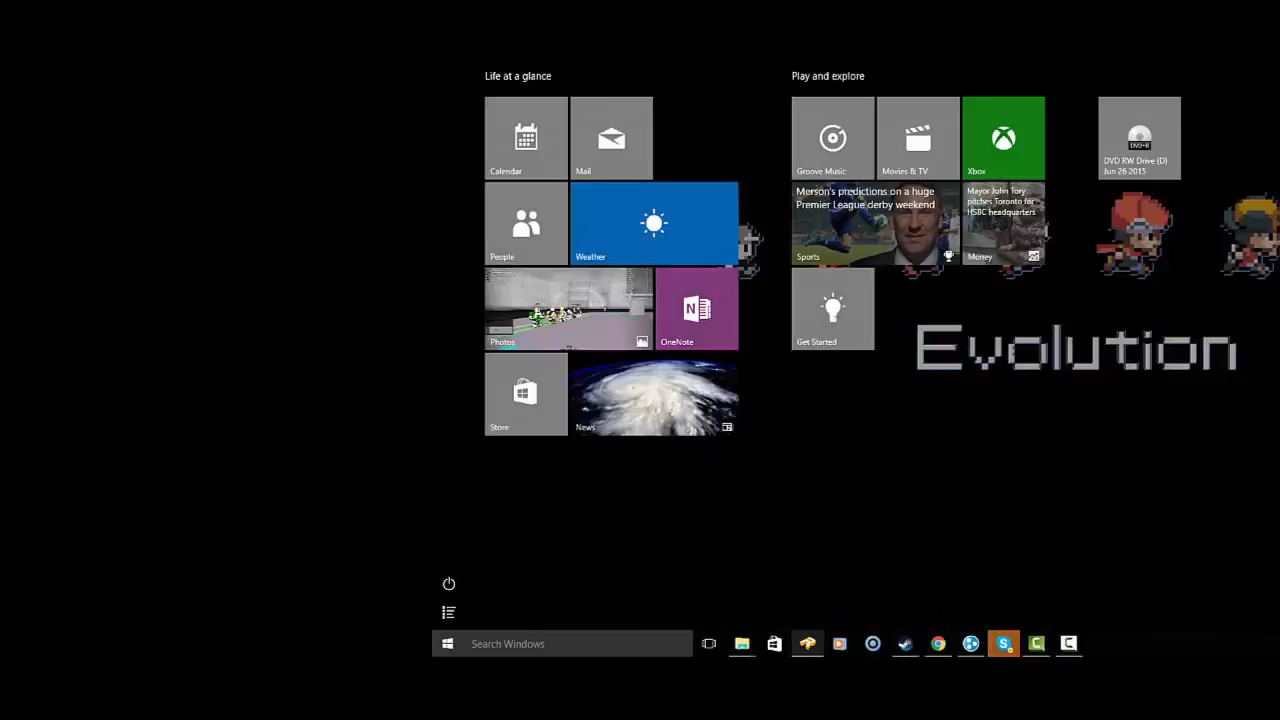 Life at a glance
Play and explore
Calendar
Mail
Groove Music
Movies & TV
Xbox
DVD+R
DVD RW Drive (D)
Jun 26 2015
People
Weather
Merson's predictions on a huge
Premier League derby weekend
Sports
Mayor John Tory
pitches Toronto for
HSBC headquarters
Money
Photos
N
OneNote
Get Started
Evolution
Store
News
Search Windows